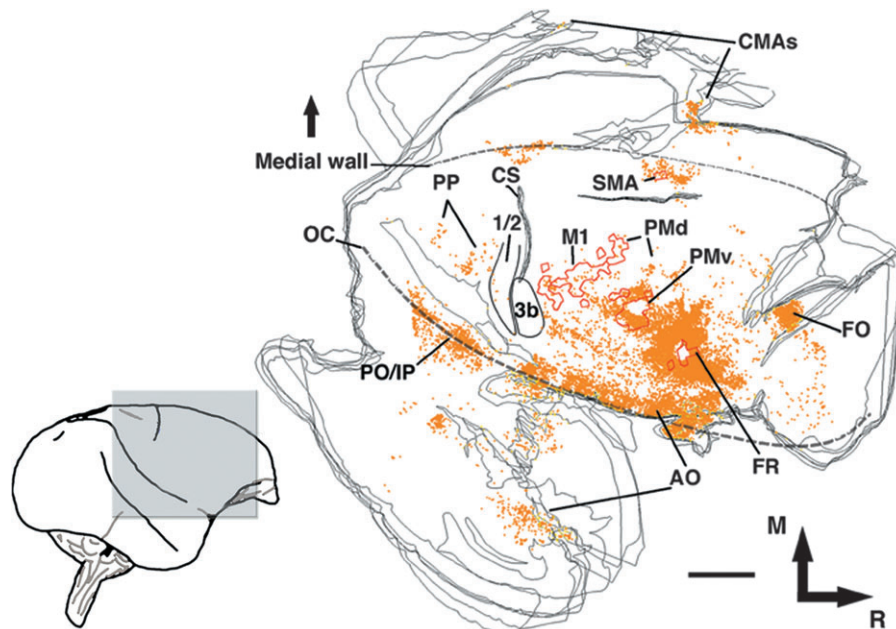 CMAs
Medial wall
PP
CS
SMA
OC
1/2
M1
PMd
PMv
3b
FO
PO/IP
AO
FR
M
R